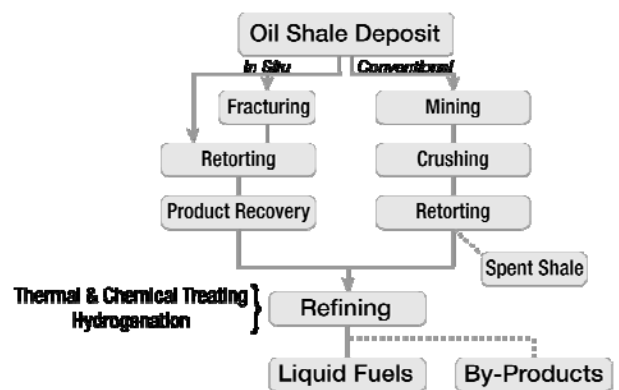 Oil Shale Deposit
In Situ
Conventional
Fracturing
Mining
Retorting
Crushing
Product Recovery
Retorting
Spent Shale
Thermal & Chemical Treating
Hydrogenation
Refining
Liquid Fuels
By-Products